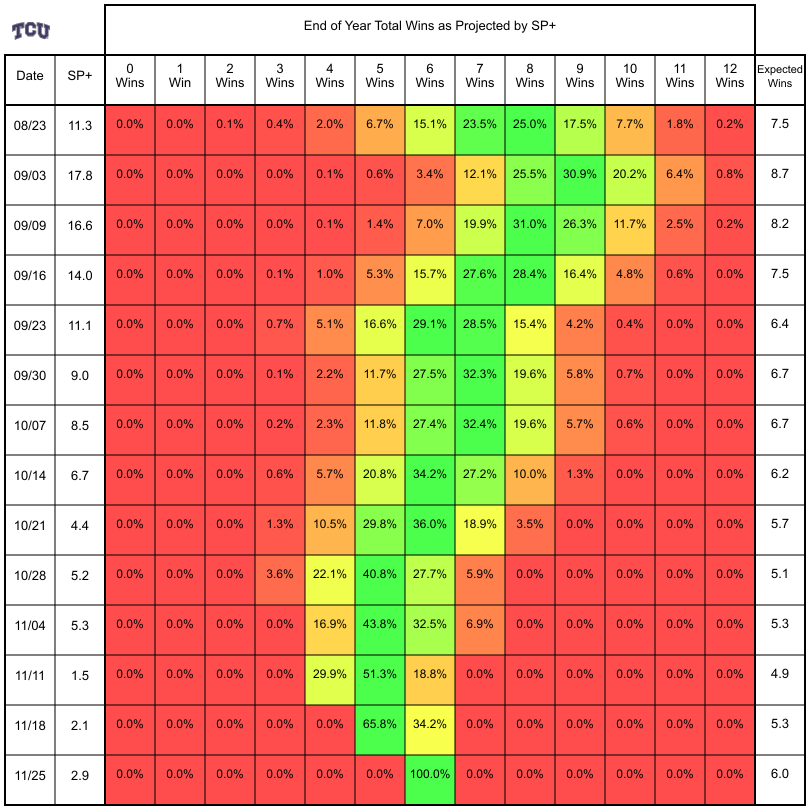 TCU
End of Year Total Wins as Projected by SP+
Date SP+ 0 Wins 1 Win 2 Wins 3 Wins 4 Wins 5 Wins 6 Wins 7 Wins 8 Wins 9 Wins 10 Wins 11 Wins 12 Wins Expected Wins
08/23 11.3 0.0% 0.0% 0.1% 0.4% 2.0% 6.7% 15.1% 23.5% 25.0% 17.5% 7.7% 1.8% 0.2% 7.5
09/03 17.8 0.0% 0.0% 0.0% 0.0% 0.1% 0.6% 3.4% 12.1% 25.5% 30.9% 20.2% 6.4% 0.8% 8.7
09/09 16.6 0.0% 0.0% 0.0% 0.0% 0.1% 1.4% 7.0% 19.9% 31.0% 26.3% 11.7% 2.5% 0.2% 8.2
09/16 14.0 0.0% 0.0% 0.0% 0.1% 1.0% 5.3% 15.7% 27.6% 28.4% 16.4% 4.8% 0.6% 0.0% 7.5
09/23 11.1 0.0% 0.0% 0.0% 0.7% 5.1% 16.6% 29.1% 28.5% 15.4% 4.2% 0.4% 0.0% 0.0% 6.4
09/30 9.0 0.0% 0.0% 0.0% 0.1% 2.2% 11.7% 27.5% 32.3% 19.6% 5.8% 0.7% 0.0% 0.0% 6.7
10/07 8.5 0.0% 0.0% 0.0% 0.2% 2.3% 11.8% 27.4% 32.4% 19.6% 5.7% 0.6% 0.0% 0.0% 6.7
10/14 6.7 0.0% 0.0% 0.0% 0.6% 5.7% 20.8% 34.2% 27.2% 10.0% 1.3% 0.0% 0.0% 0.0% 6.2
10/21 4.4 0.0% 0.0% 0.0% 1.3% 10.5% 29.8% 36.0% 18.9% 3.5% 0.0% 0.0% 0.0% 0.0% 5.7
10/28 5.2 0.0% 0.0% 0.0% 3.6% 22.1% 40.8% 27.7% 5.9% 0.0% 0.0% 0.0% 0.0% 0.0% 5.1
11/04 5.3 0.0% 0.0% 0.0% 0.0% 16.9% 43.8% 32.5% 6.9% 0.0% 0.0% 0.0% 0.0% 0.0% 5.3
11/11 1.5 0.0% 0.0% 0.0% 0.0% 29.9% 51.3% 18.8% 0.0% 0.0% 0.0% 0.0% 0.0% 0.0% 4.9
11/18 2.1 0.0% 0.0% 0.0% 0.0% 0.0% 65.8% 34.2% 0.0% 0.0% 0.0% 0.0% 0.0% 0.0% 5.3
11/25 2.9 0.0% 0.0% 0.0% 0.0% 0.0% 0.0% 100.0% 0.0% 0.0% 0.0% 0.0% 0.0% 0.0% 6.0